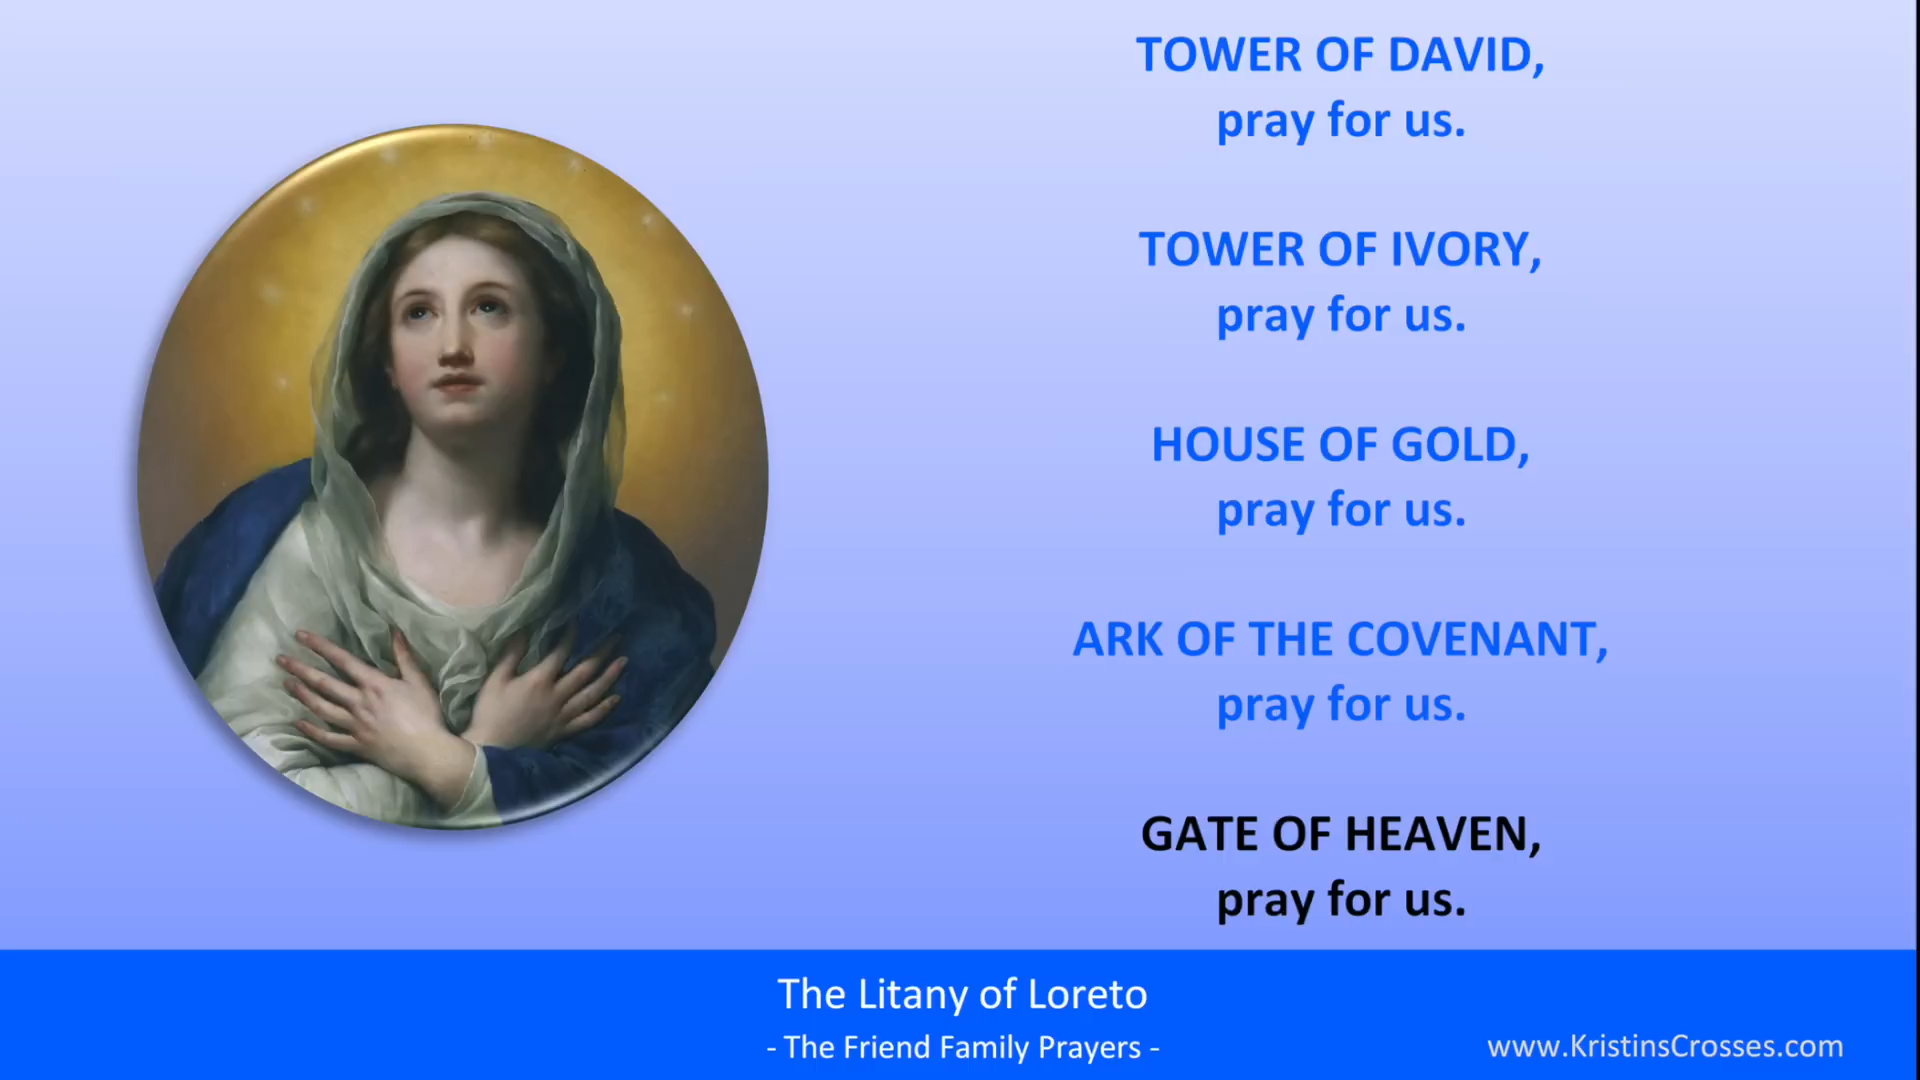 TOWER OF DAVID,
pray for us.
TOWER OF IVORY,
pray for us.
HOUSE OF GOLD,
pray for us.
ARK OF THE COVENANT,
pray for us.
GATE OF HEAVEN,
pray for us.
The Litany of Loreto
- The Friend Family Prayers -
www.KristinsCrosses.com